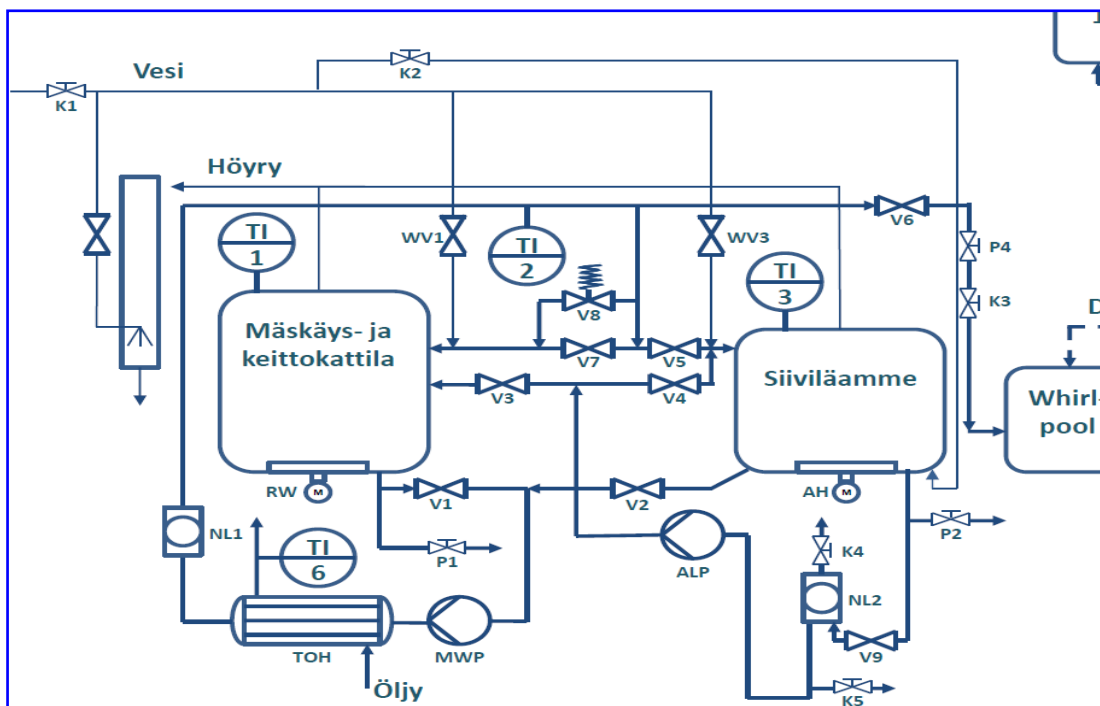 Vesi
K1
K2
Höyry
TI
1
WV1
TI
2
WV3
TI
3
V6
P4
K3
V8
Mäskäys- ja
keittokattila
V7
V5
V3
V4
Siiviläamme
D
Whirl-
pool
RW
M
V1
V2
AH
M
P2
NL1
TI
6
P1
ALP
K4
NL2
V9
TOH
MWP
Öljy
K5